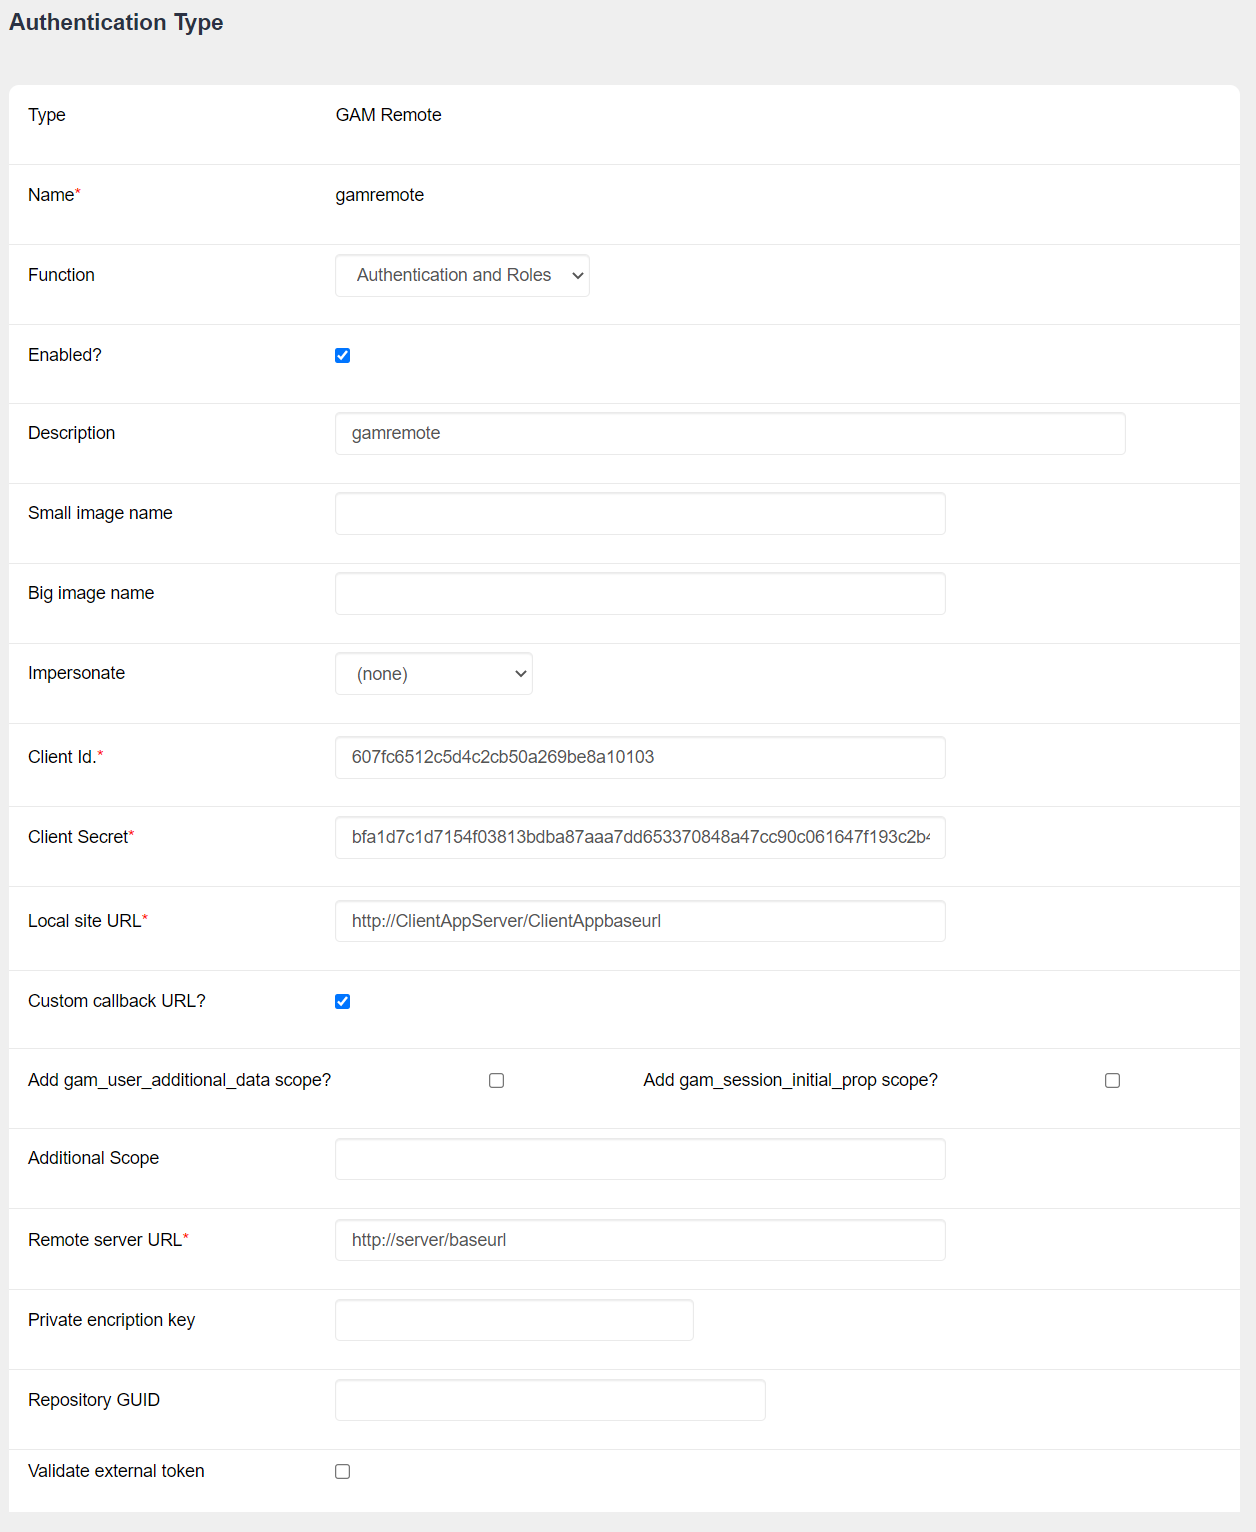 Authentication Type
Type GAM Remote
Name* gamremote
Function Authentication and Roles
Enabled?
Description gamremote
Small image name
Big image name
Impersonate (none)
Client Id.* 607fc6512c5d4c2cb50a269be8a10103
Client Secret* bfa1d7c1d7154f03813bdba87aaa7dd653370848a47cc90c061647f193c2b4
Local site URL* http://ClientAppServer/ClientAppbaseurl
Custom callback URL?
Add gam_user_additional_data scope? Add gam_session_initial_prop scope?
Additional Scope
Remote server URL* http://server/baseurl
Private encription key
Repository GUID
Validate external token